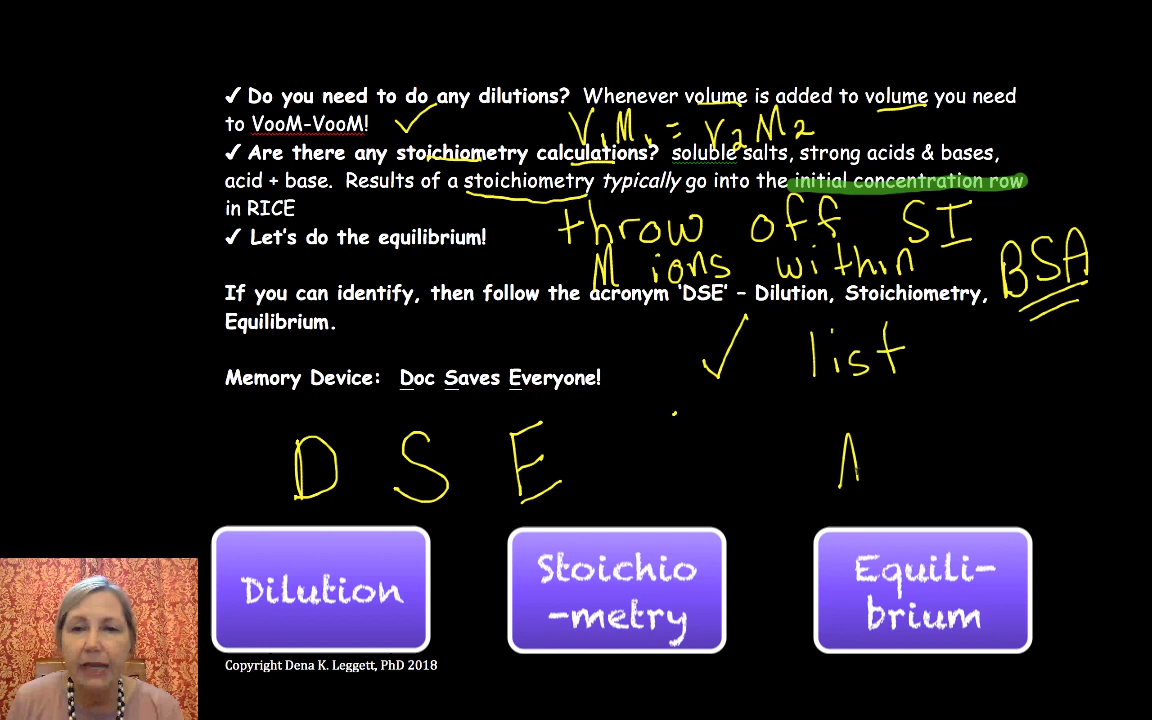 ✓ Do you need to do any dilutions? Whenever volume is added to volume you need
to VooM-VooM!
✓
V₁M₁ = V₂M₂
✓ Are there any stoichiometry calculations? soluble salts, strong acids & bases,
acid + base. Results of a stoichiometry typically go into the initial concentration row
in RICE
throw off SI
✓ Let's do the equilibrium!
M ions within
BSA
If you can identify, then follow the acronym ‘DSE’ – Dilution, Stoichiometry,
Equilibrium.
✓ list
Memory Device: Doc Saves Everyone!
D S E
Dilution
Stoichio
-metry
Equili-
brium
Copyright Dena K. Leggett, PhD 2018